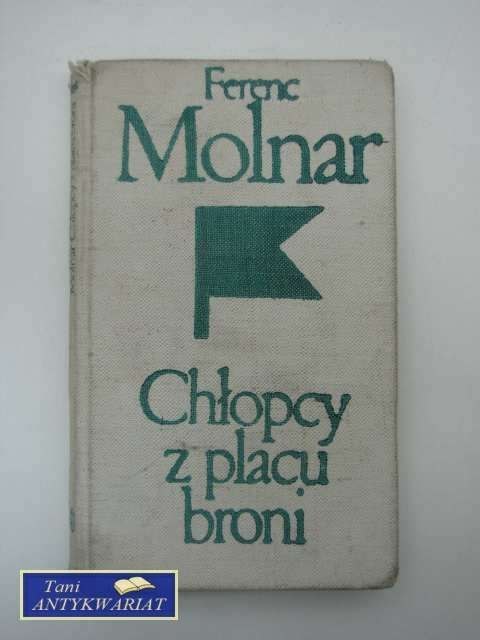 Ferenc
Molnar
Chłopcy
z placu
broni
Tani
ANTYKWARIAT